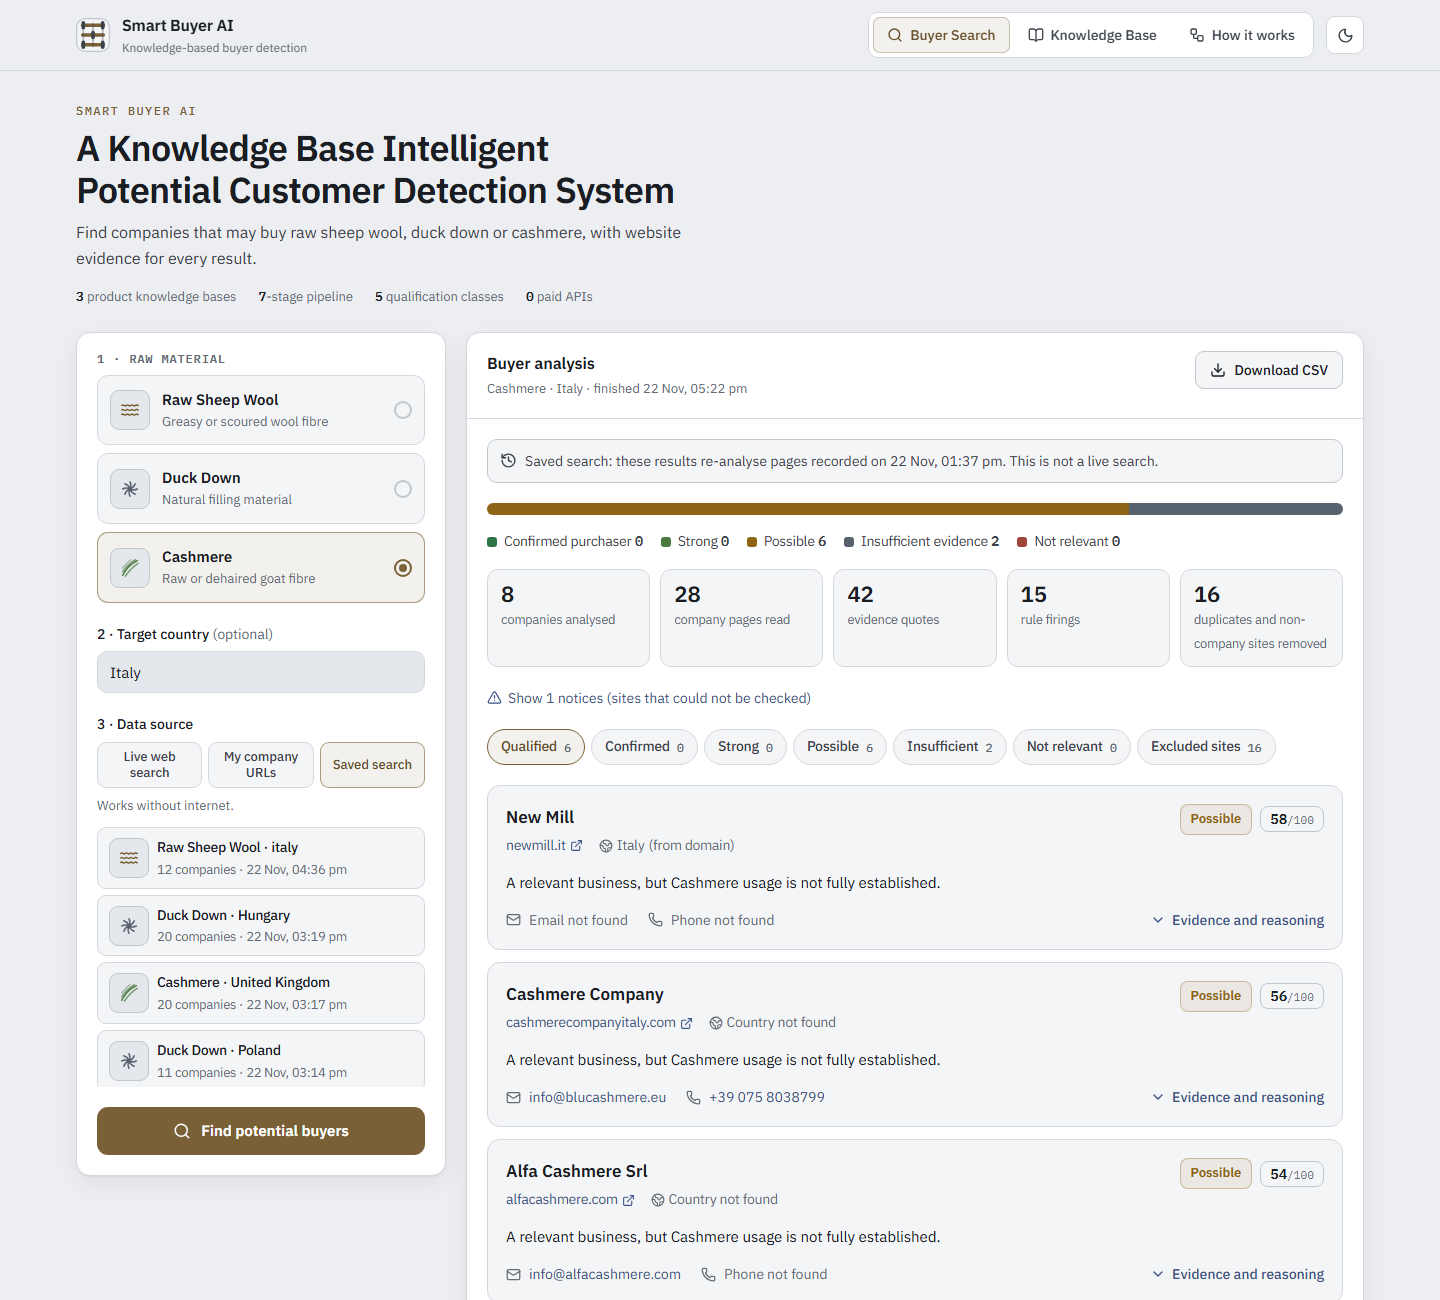 Smart Buyer AI
Knowledge-based buyer detection
Buyer Search
Knowledge Base
How it works
SMART BUYER AI
A Knowledge Base Intelligent
Potential Customer Detection System
Find companies that may buy raw sheep wool, duck down or cashmere, with website
evidence for every result.
3 product knowledge bases
7-stage pipeline
5 qualification classes
0 paid APIs
1 · RAW MATERIAL
Raw Sheep Wool
Greasy or scoured wool fibre
Duck Down
Natural filling material
Cashmere
Raw or dehaired goat fibre
2 · Target country (optional)
Italy
3 · Data source
Live web
search
My company
URLs
Saved search
Works without internet.
Raw Sheep Wool · italy
12 companies · 22 Nov, 04:36 pm
Duck Down · Hungary
20 companies · 22 Nov, 03:19 pm
Cashmere · United Kingdom
20 companies · 22 Nov, 03:17 pm
Duck Down · Poland
11 companies · 22 Nov, 03:14 pm
Find potential buyers
Buyer analysis
Cashmere · Italy · finished 22 Nov, 05:22 pm
Download CSV
Saved search: these results re-analyse pages recorded on 22 Nov, 01:37 pm. This is not a live search.
Confirmed purchaser 0
Strong 0
Possible 6
Insufficient evidence 2
Not relevant 0
8
companies analysed
28
company pages read
42
evidence quotes
15
rule firings
16
duplicates and non-
company sites removed
Show 1 notices (sites that could not be checked)
Qualified 6
Confirmed 0
Strong 0
Possible 6
Insufficient 2
Not relevant 0
Excluded sites 16
New Mill
Possible
58/100
newmill.it
Italy (from domain)
A relevant business, but Cashmere usage is not fully established.
Email not found
Phone not found
Evidence and reasoning
Cashmere Company
Possible
56/100
cashmerecompanyitaly.com
Country not found
A relevant business, but Cashmere usage is not fully established.
info@blucashmere.eu
+39 075 8038799
Evidence and reasoning
Alfa Cashmere Srl
Possible
54/100
alfacashmere.com
Country not found
A relevant business, but Cashmere usage is not fully established.
info@alfacashmere.com
Phone not found
Evidence and reasoning